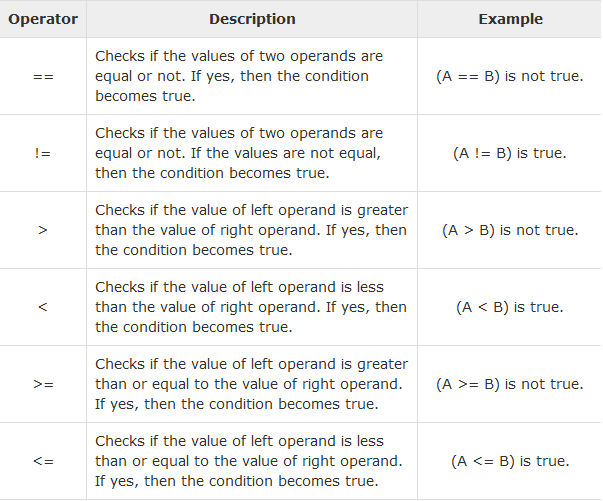 Operator Description Example
== Checks if the values of two operands are
equal or not. If yes, then the condition
becomes true. (A == B) is not true.
!= Checks if the values of two operands are
equal or not. If the values are not equal,
then the condition becomes true. (A != B) is true.
> Checks if the value of left operand is greater
than the value of right operand. If yes, then
the condition becomes true. (A > B) is not true.
< Checks if the value of left operand is less
than the value of right operand. If yes, then
the condition becomes true. (A < B) is true.
>= Checks if the value of left operand is greater
than or equal to the value of right operand.
If yes, then the condition becomes true. (A >= B) is not true.
<= Checks if the value of left operand is less
than or equal to the value of right operand.
If yes, then the condition becomes true. (A <= B) is true.